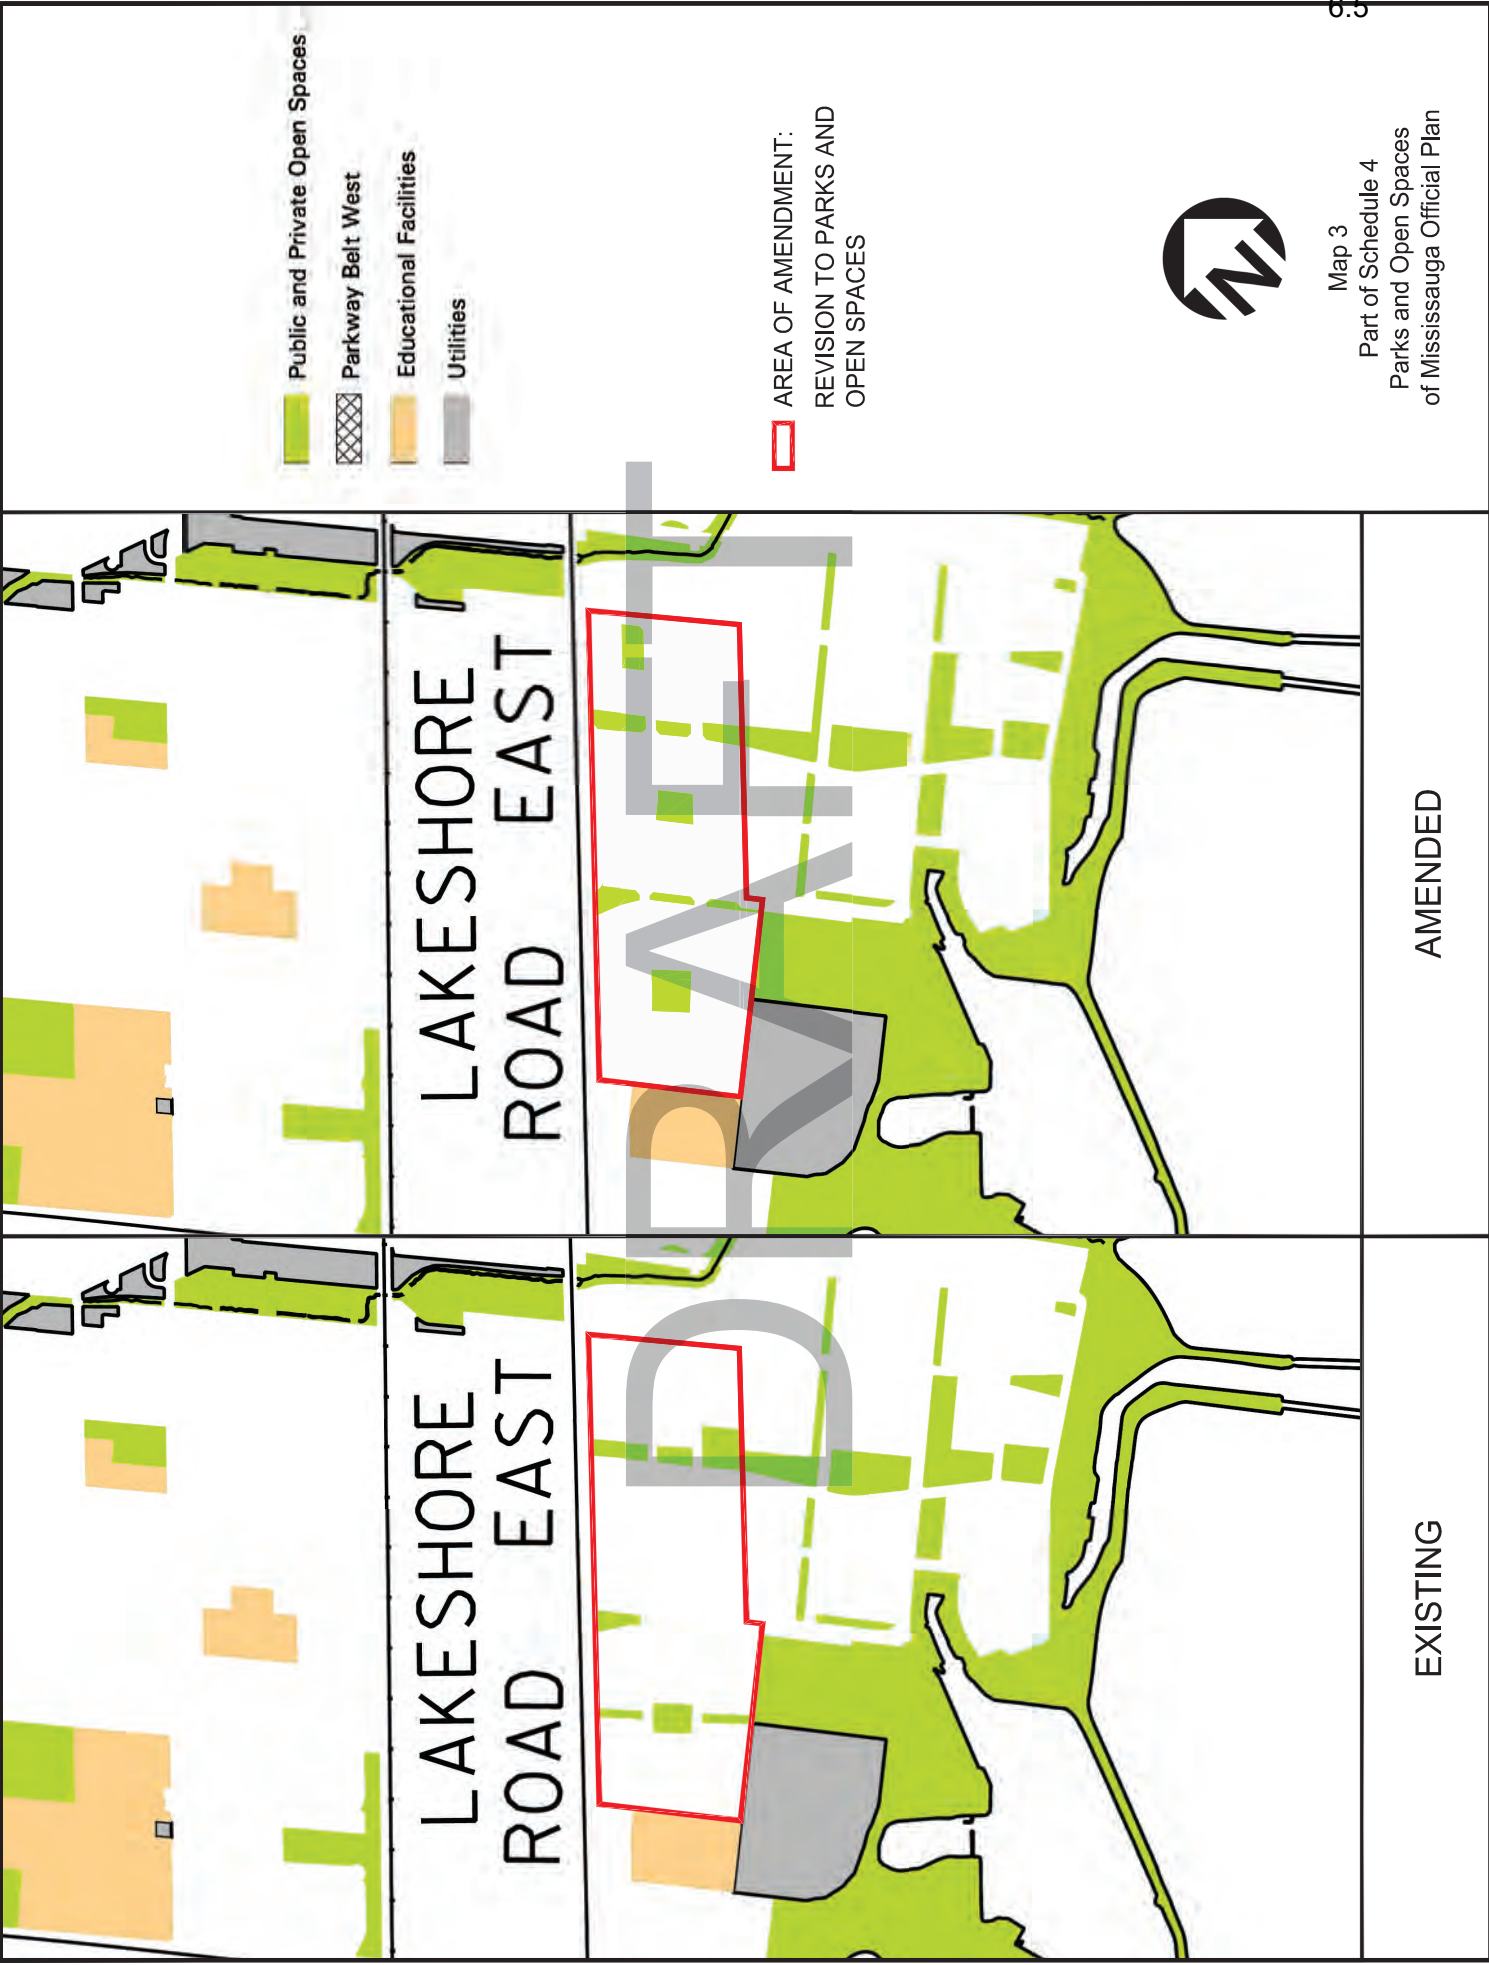 6.5
Public and Private Open Spaces
Parkway Belt West
Educational Facilities
Utilities
AREA OF AMENDMENT:
REVISION TO PARKS AND
OPEN SPACES
N
Map 3
Part of Schedule 4
Parks and Open Spaces
of Mississauga Official Plan
LAKESHORE
ROAD EAST
EXISTING
LAKESHORE
ROAD EAST
AMENDED
DRAFT